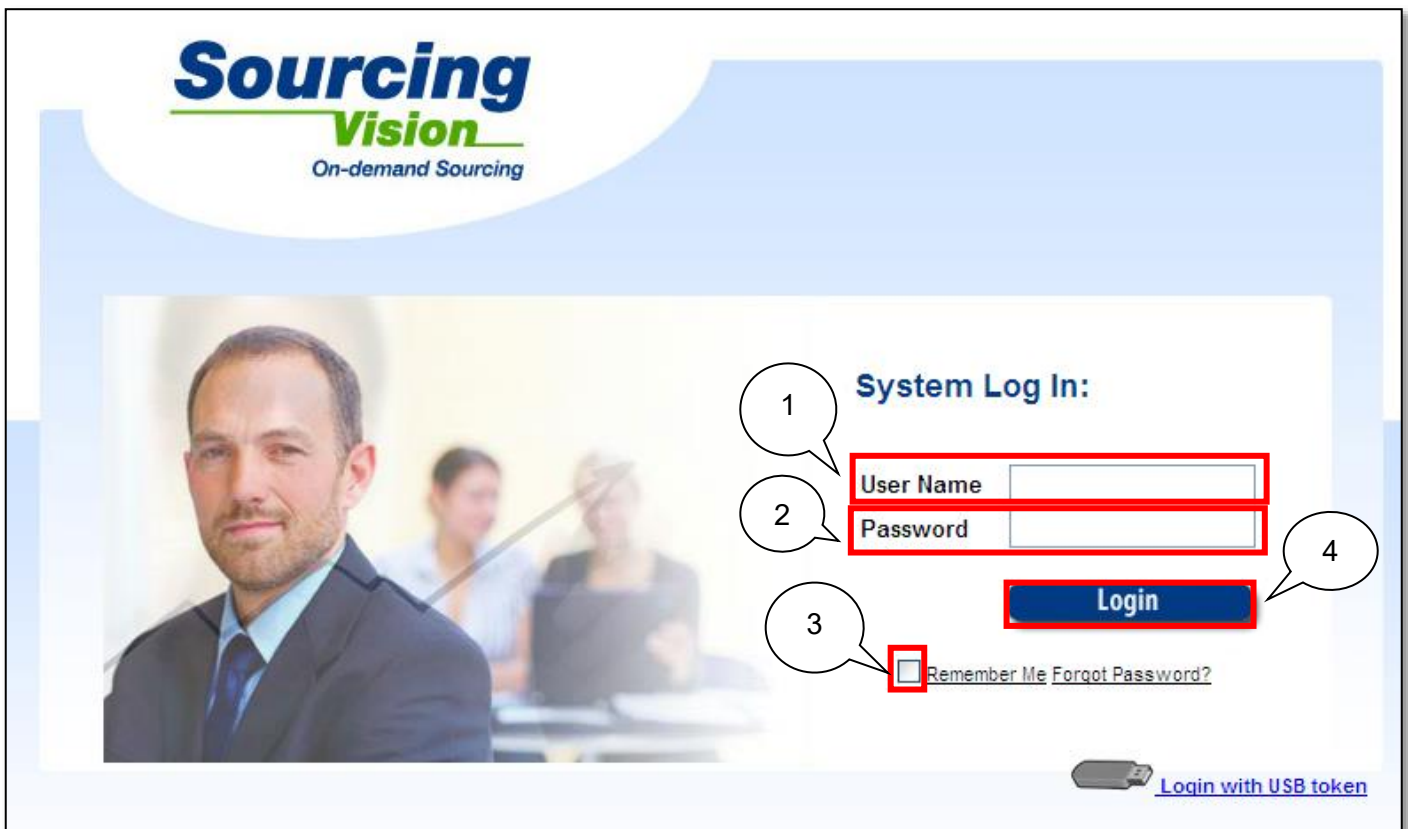 Sourcing
Vision
On-demand Sourcing
System Log In:
1
User Name
2
Password
4
Login
3
Remember Me Forgot Password?
Login with USB token